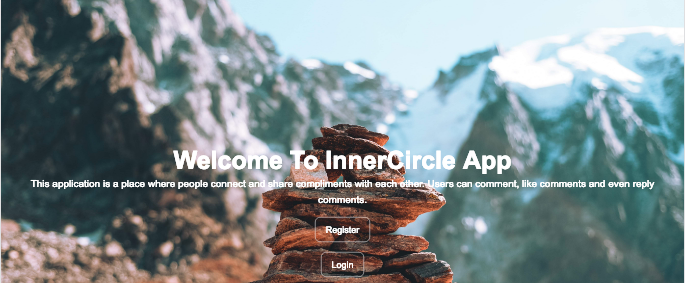 Welcome To InnerCircle App
This application is a place where people connect and share compliments with each other. Users can comment, like comments and even reply
comments.
Register
Login